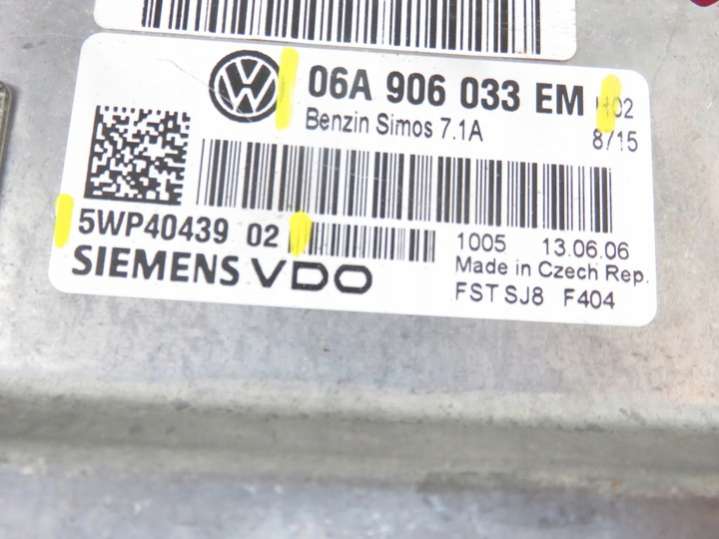 06A 906 033 EM H02
Benzin Simos 7.1A 8/15
5WP40439 02
1005 13.06.06
SIEMENS VDO
Made in Czech Rep.
FST SJ8 F404